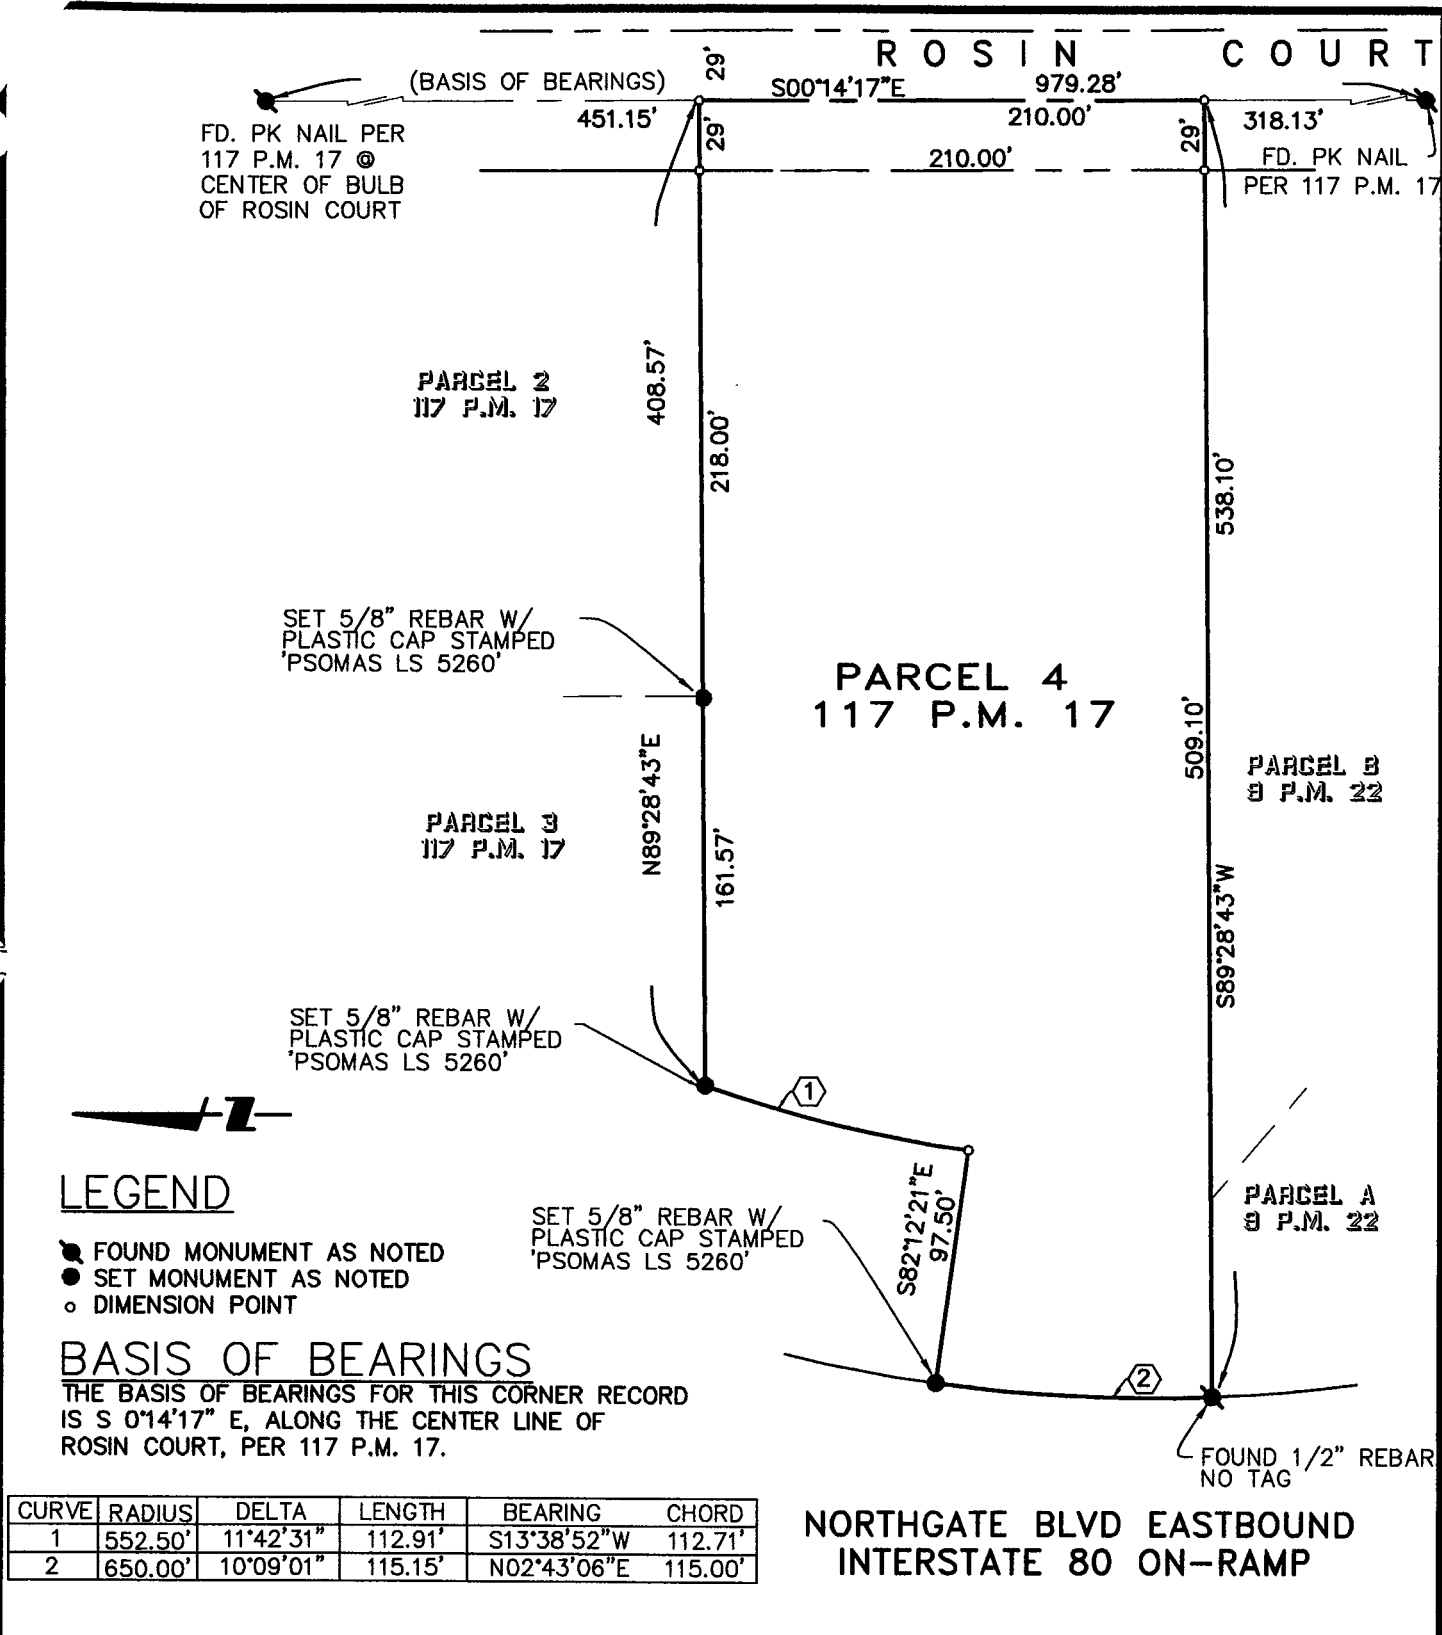 ROSIN COURT
(BASIS OF BEARINGS)
29'
S00°14'17"E
979.28'
451.15'
29'
210.00'
29'
318.13'
FD. PK NAIL PER
117 P.M. 17 @
CENTER OF BULB
OF ROSIN COURT
210.00'
FD. PK NAIL
PER 117 P.M. 17
PARCEL 2
117 P.M. 17
408.57'
218.00'
538.10'
SET 5/8" REBAR W/
PLASTIC CAP STAMPED
'PSOMAS LS 5260'
PARCEL 4
117 P.M. 17
509.10'
N89°28'43"E
PARCEL B
9 P.M. 22
PARCEL 3
117 P.M. 17
161.57'
S89°28'43"W
SET 5/8" REBAR W/
PLASTIC CAP STAMPED
'PSOMAS LS 5260'
1
Z
LEGEND
FOUND MONUMENT AS NOTED
SET MONUMENT AS NOTED
DIMENSION POINT
SET 5/8" REBAR W/
PLASTIC CAP STAMPED
'PSOMAS LS 5260'
S82°12'21"E
97.50'
PARCEL A
9 P.M. 22
BASIS OF BEARINGS
THE BASIS OF BEARINGS FOR THIS CORNER RECORD
IS S 0°14'17" E, ALONG THE CENTER LINE OF
ROSIN COURT, PER 117 P.M. 17.
2
FOUND 1/2" REBAR
NO TAG
CURVE RADIUS DELTA LENGTH BEARING CHORD
1 552.50' 11°42'31" 112.91' S13°38'52"W 112.71'
2 650.00' 10°09'01" 115.15' N02°43'06"E 115.00'
NORTHGATE BLVD EASTBOUND
INTERSTATE 80 ON-RAMP